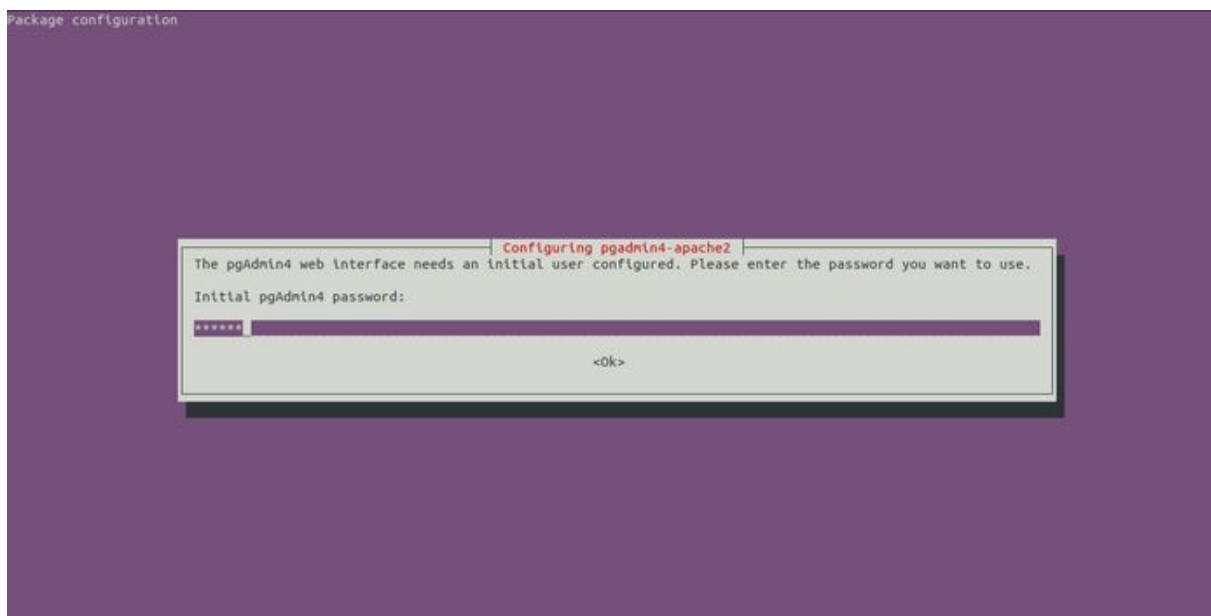 Package configuration
Configuring pgadmin4-apache2
The pgAdmin4 web interface needs an initial user configured. Please enter the password you want to use.
Initial pgAdmin4 password:
******_
<Ok>